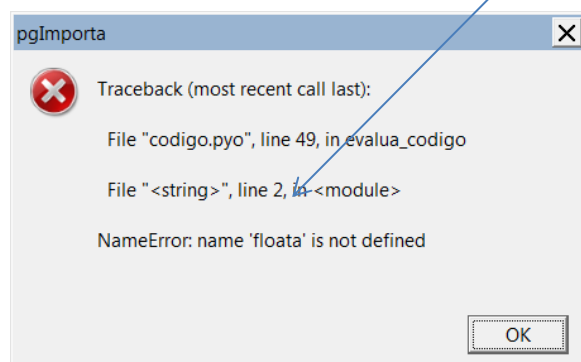 pgImporta
Traceback (most recent call last):
File "codigo.pyo", line 49, in evalua_codigo
File "<string>", line 2, in <module>
NameError: name 'floata' is not defined
OK